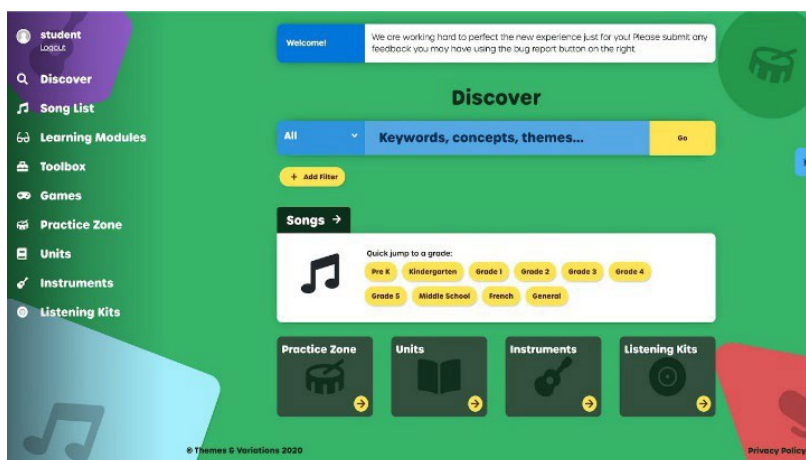 student
Logout
Discover
Song List
Learning Modules
Toolbox
Games
Practice Zone
Units
Instruments
Listening Kits
Welcome!
We are working hard to perfect the new experience just for you! Please submit any
feedback you may have using the bug report button on the right
Discover
All
Keywords, concepts, themes...
Go
+ Add Filter
Songs →
Quick jump to a grade:
Pre K Kindergarten Grade 1 Grade 2 Grade 3 Grade 4
Grade 5 Middle School French General
Practice Zone
Units
Instruments
Listening Kits
© Themes & Variations 2020
Privacy Policy